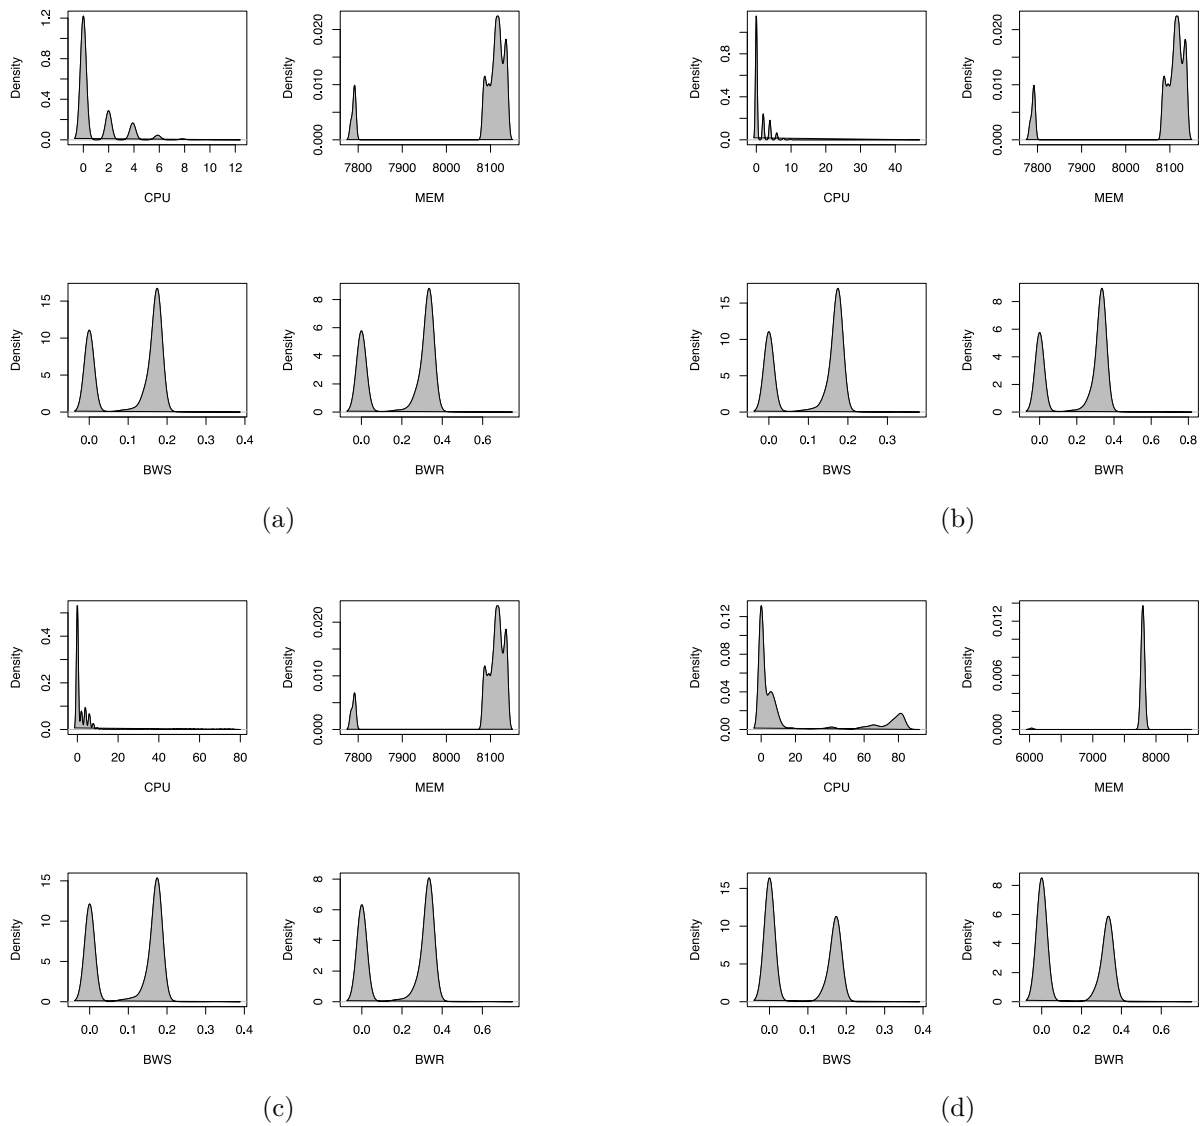 Density
0.0 0.4 0.8 1.2
0 2 4 6 8 10 12
CPU
Density
0.000 0.010 0.020
7800 7900 8000 8100
MEM
Density
0 5 10 15
0.0 0.1 0.2 0.3 0.4
BWS
Density
0 2 4 6 8
0.0 0.2 0.4 0.6
BWR
(a)
Density
0.0 0.4 0.8
0 10 20 30 40
CPU
Density
0.000 0.010 0.020
7800 7900 8000 8100
MEM
Density
0 5 10 15
0.0 0.1 0.2 0.3
BWS
Density
0 2 4 6 8
0.0 0.2 0.4 0.6 0.8
BWR
(b)
Density
0.0 0.2 0.4
0 20 40 60 80
CPU
Density
0.000 0.010 0.020
7800 7900 8000 8100
MEM
Density
0 5 10 15
0.0 0.1 0.2 0.3 0.4
BWS
Density
0 2 4 6 8
0.0 0.2 0.4 0.6
BWR
(c)
Density
0.00 0.04 0.08 0.12
0 20 40 60 80
CPU
Density
0.000 0.006 0.012
6000 7000 8000
MEM
Density
0 5 10 15
0.0 0.1 0.2 0.3 0.4
BWS
Density
0 2 4 6 8
0.0 0.2 0.4 0.6
BWR
(d)